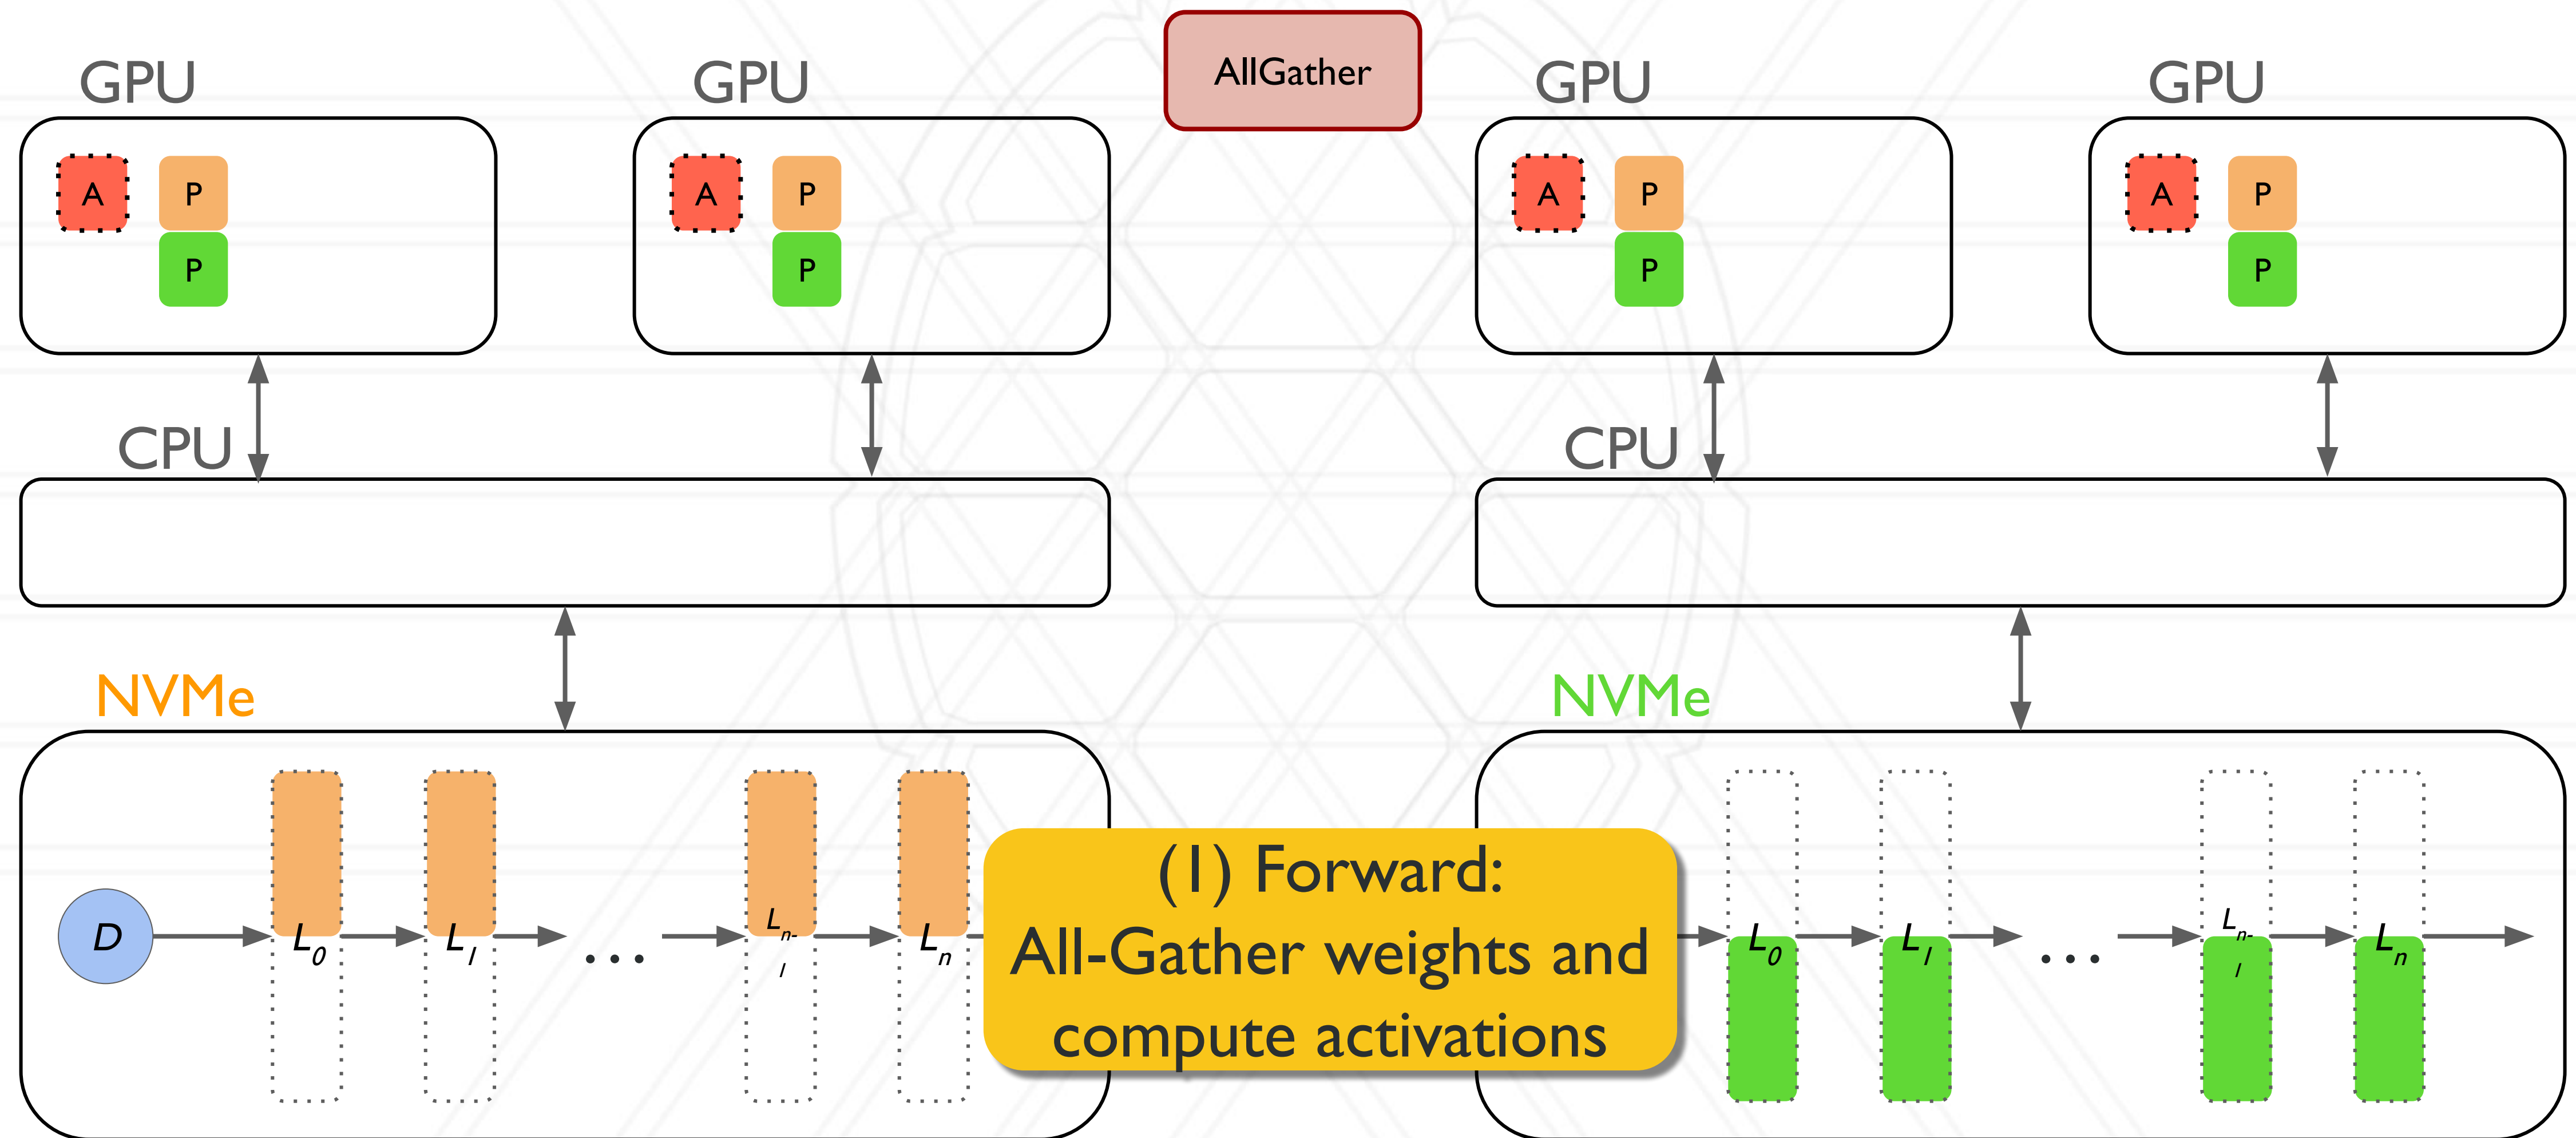 AllGather
GPU
GPU
GPU
GPU
A P
P
A P
P
A P
P
A P
P
CPU
CPU
NVMe
NVMe
D
L0
L1
...
Ln-1
Ln
(1) Forward:
All-Gather weights and
compute activations
L0
L1
...
Ln-1
Ln